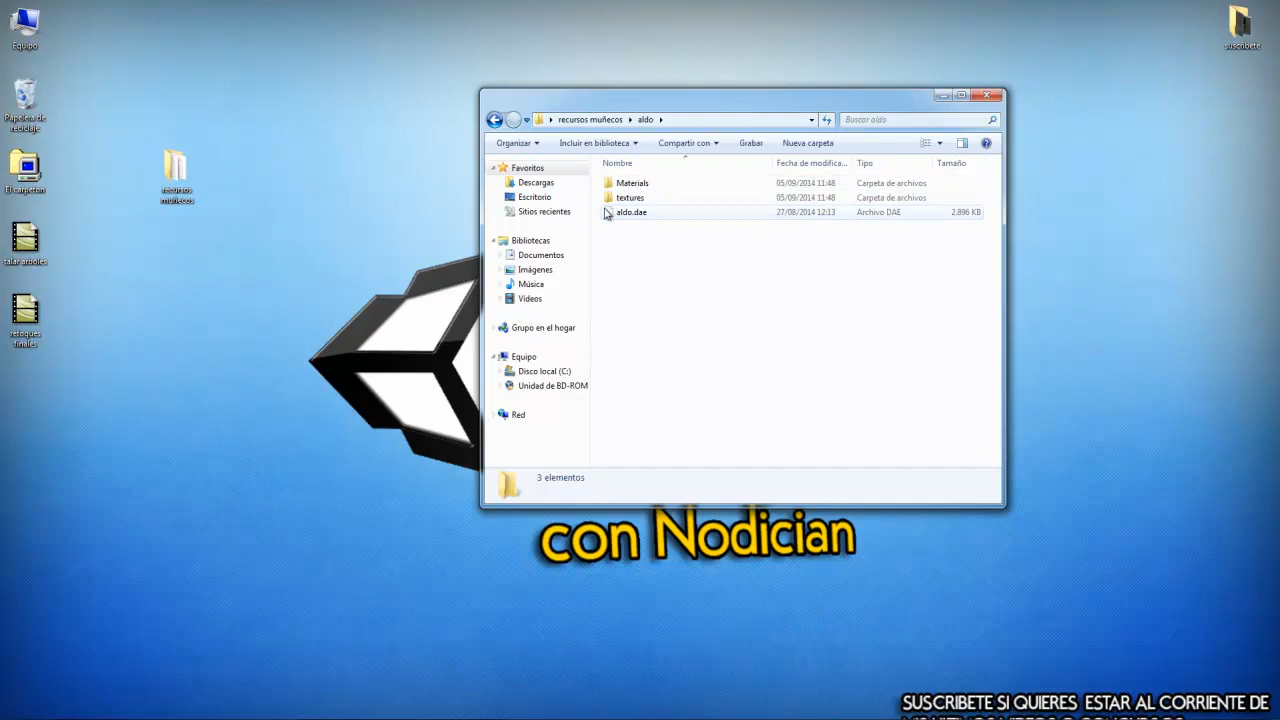 Equipo
Papelera de
reciclaje
El carpeton
talar arboles
retoques
finales
recursos
muñecos
suscribete
recursos muñecos
aldo
Buscar aldo
Organizar
Incluir en biblioteca
Compartir con
Grabar
Nueva carpeta
Favoritos
Descargas
Escritorio
Sitios recientes
Bibliotecas
Documentos
Imágenes
Música
Vídeos
Grupo en el hogar
Equipo
Disco local (C:)
Unidad de BD-ROM
Red
Nombre
Fecha de modifica...
Tipo
Tamaño
Materials
05/09/2014 11:48
Carpeta de archivos
textures
05/09/2014 11:48
Carpeta de archivos
aldo.dae
27/08/2014 12:13
Archivo DAE
2.896 KB
3 elementos
con Nodician
SUSCRIBETE SI QUIERES ESTAR AL CORRIENTE DE